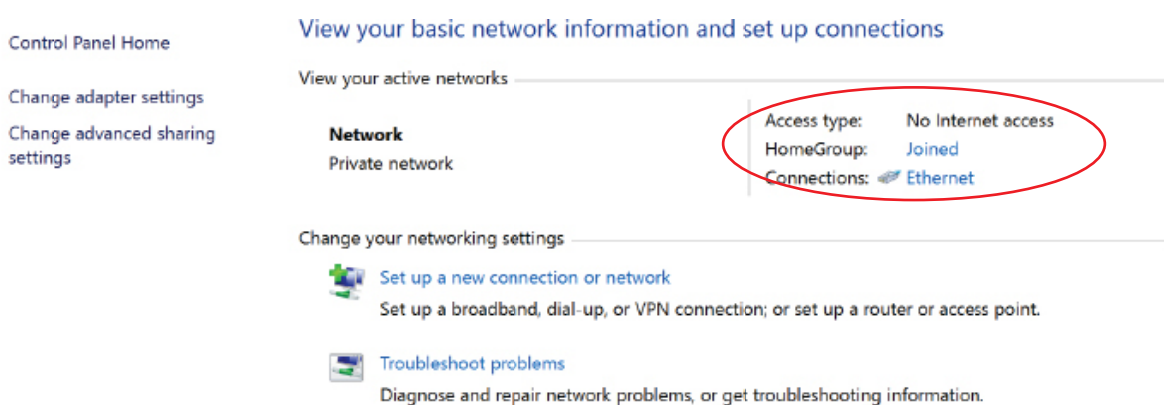 Control Panel Home
Change adapter settings
Change advanced sharing
settings
View your basic network information and set up connections
View your active networks
Network
Private network
Access type: No Internet access
HomeGroup: Joined
Connections: Ethernet
Change your networking settings
Set up a new connection or network
Set up a broadband, dial-up, or VPN connection; or set up a router or access point.
Troubleshoot problems
Diagnose and repair network problems, or get troubleshooting information.